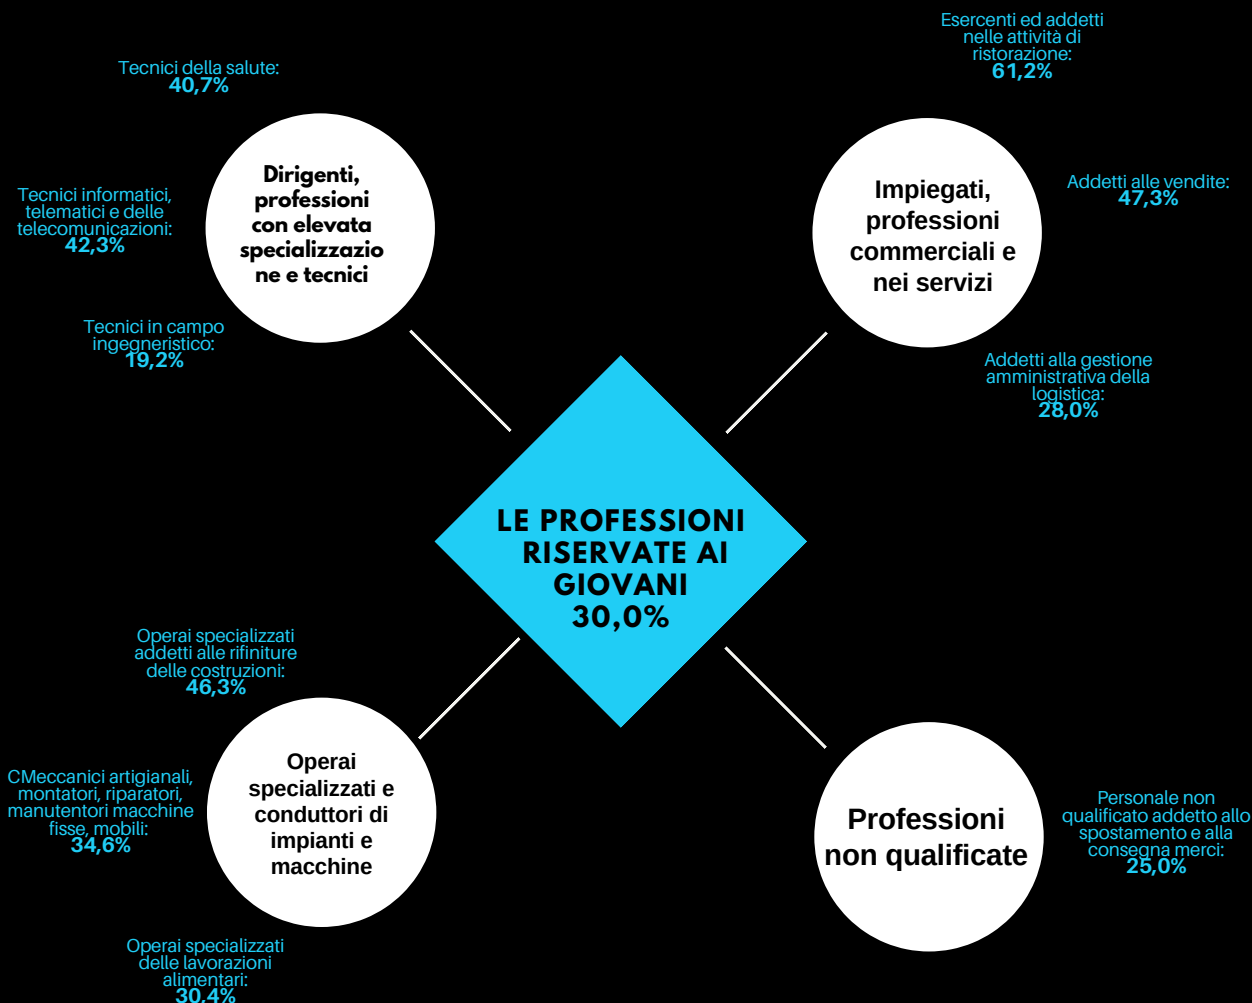 Tecnici della salute:
40,7%
Tecnici informatici,
telematici e delle
telecomunicazioni:
42,3%
Tecnici in campo
ingegneristico:
19,2%
Dirigenti,
professioni
con elevata
specializzazio
ne e tecnici
Esercenti ed addetti
nelle attività di
ristorazione:
61,2%
Impiegati,
professioni
commerciali e
nei servizi
Addetti alle vendite:
47,3%
Addetti alla gestione
amministrativa della
logistica:
28,0%
LE PROFESSIONI
RISERVATE AI
GIOVANI
30,0%
Operai specializzati
addetti alle rifiniture
delle costruzioni:
46,3%
CMeccanici artigianali,
montatori, riparatori,
manutentori macchine
fisse, mobili:
34,6%
Operai
specializzati e
conduttori di
impianti e
macchine
Operai specializzati
delle lavorazioni
alimentari:
30,4%
Professioni
non qualificate
Personale non
qualificato addetto allo
spostamento e alla
consegna merci:
25,0%